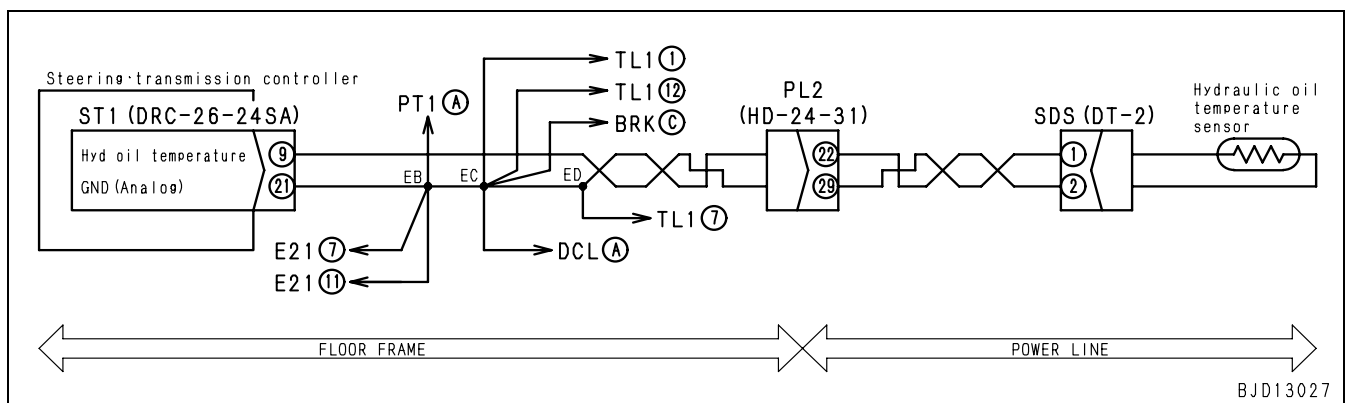 Steering·transmission controller
ST1 (DRC-26-24SA)
Hyd oil temperature 9
GND (Analog) 21
PT1 A
EB
EC
ED
TL1 1
TL1 12
BRK C
TL1 7
DCL A
E21 7
E21 11
PL2
(HD-24-31)
22
29
SDS (DT-2)
1
2
Hydraulic oil
temperature
sensor
FLOOR FRAME
POWER LINE
BJD13027